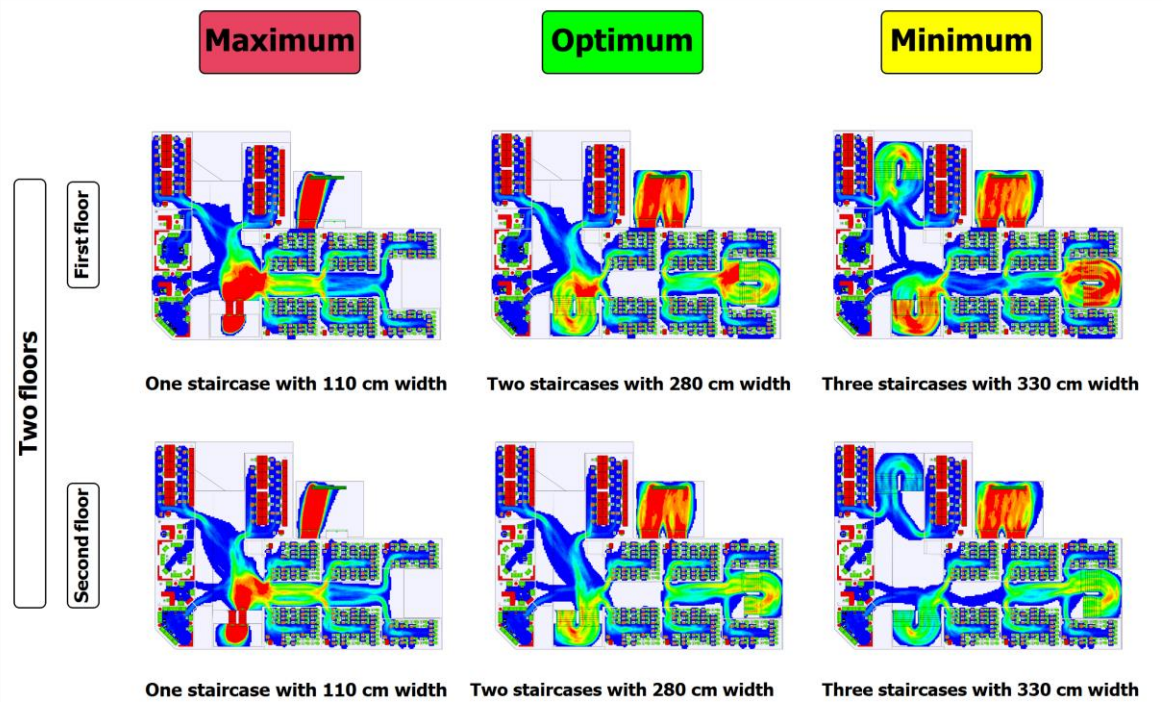 Maximum
Optimum
Minimum
Two floors
First floor
One staircase with 110 cm width
Two staircases with 280 cm width
Three staircases with 330 cm width
Second floor
One staircase with 110 cm width
Two staircases with 280 cm width
Three staircases with 330 cm width